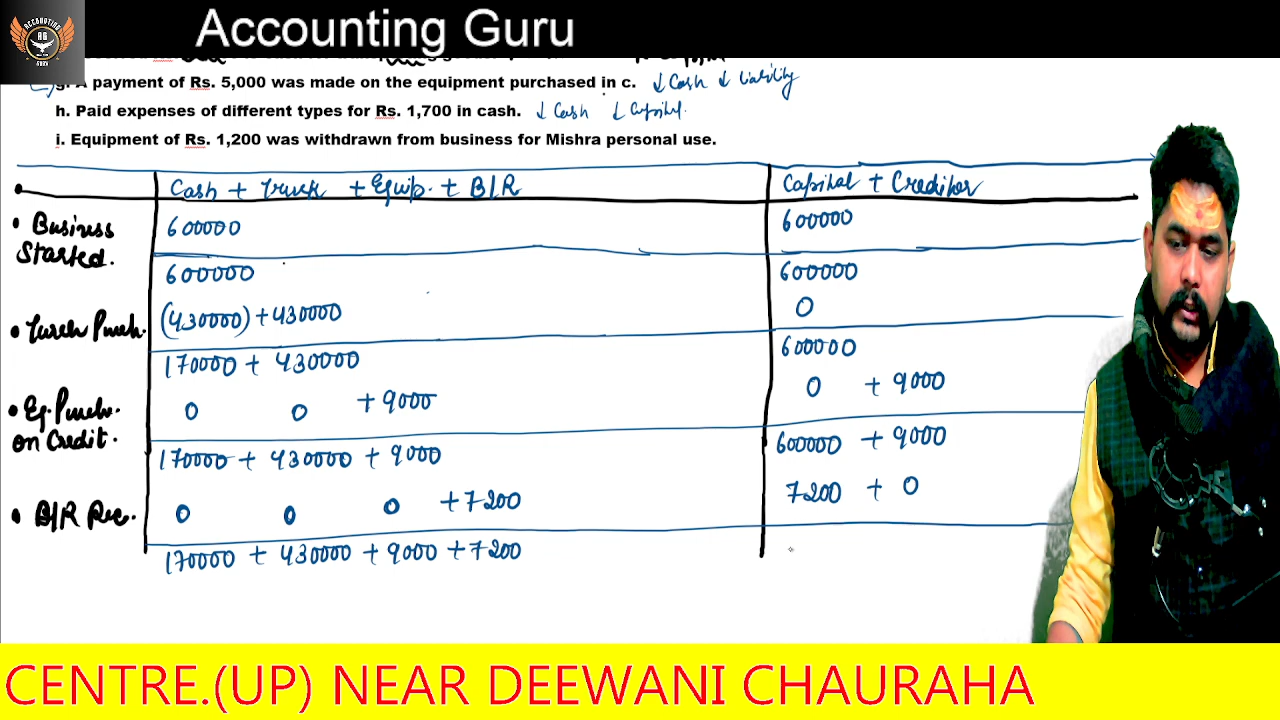 ACCOUNTING
AG
GURU
Accounting Guru
g. A payment of Rs. 5,000 was made on the equipment purchased in c. ↓ Cash ↓ liability
h. Paid expenses of different types for Rs. 1,700 in cash. ↓ Cash ↓ Capital.
i. Equipment of Rs. 1,200 was withdrawn from business for Mishra personal use.
• Cash + Truck + Equip. + B/R Capital + Creditor
• Business Started. 600000 600000
600000 600000
Purch. (430000) + 430000 0
170000 + 430000 600000
• Eq. Purch. on Credit. 0 0 + 9000 0 + 9000
170000 + 430000 + 9000 600000 + 9000
• B/R Rec. 0 0 0 + 7200 7200 + 0
170000 + 430000 + 9000 + 7200
CENTRE.(UP) NEAR DEEWANI CHAURAHA